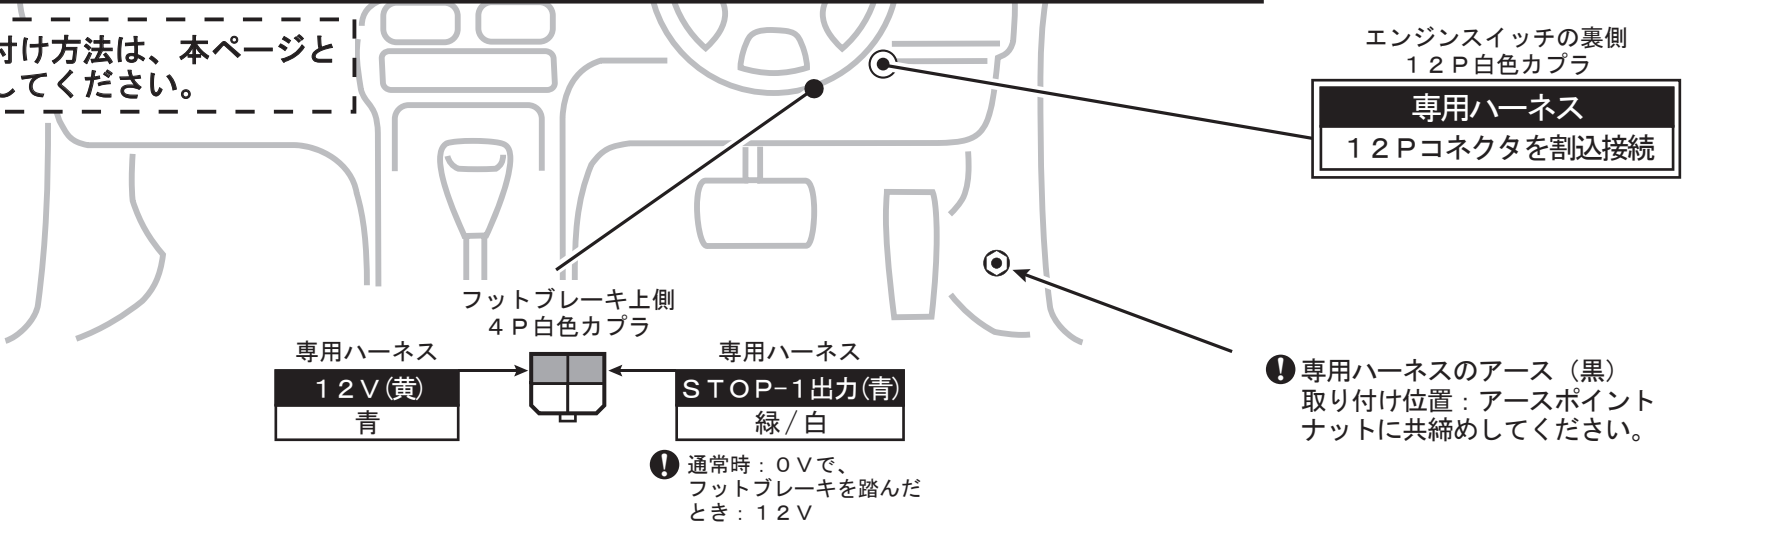 付け方法は、本ページと
してください。
エンジンスイッチの裏側
１２Ｐ白色カプラ
専用ハーネス
１２Ｐコネクタを割込接続
フットブレーキ上側
４Ｐ白色カプラ
専用ハーネス
１２Ｖ(黄)
青
専用ハーネス
ＳＴＯＰ-１出力(青)
緑/白
通常時：０Ｖで、
フットブレーキを踏んだ
とき：１２Ｖ
専用ハーネスのアース（黒）
取り付け位置：アースポイント
ナットに共締めしてください。